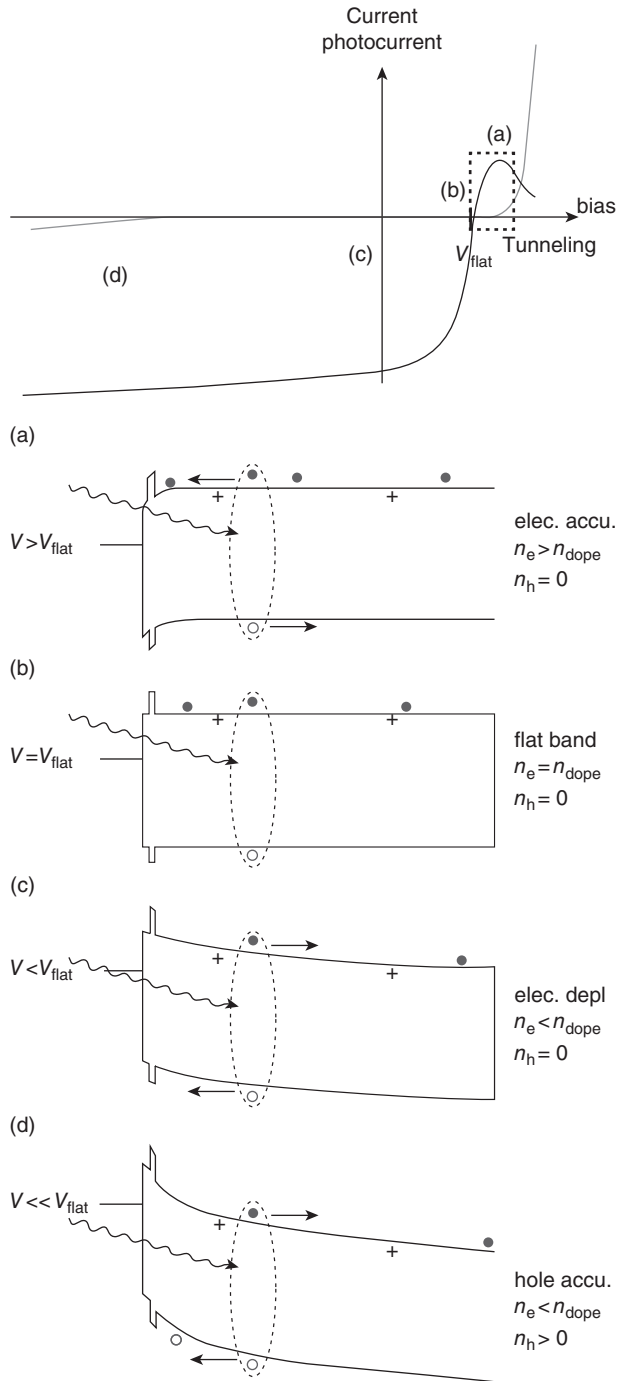 Current
photocurrent
(a)
(b)
bias
(c)
V_flat
Tunneling
(d)
(a)
+ +
V > V_flat
elec. accu.
n_e > n_dope
n_h = 0
(b)
+ +
V = V_flat
flat band
n_e = n_dope
n_h = 0
(c)
V < V_flat
+ +
elec. depl
n_e < n_dope
n_h = 0
(d)
V << V_flat
+ +
hole accu.
n_e < n_dope
n_h > 0